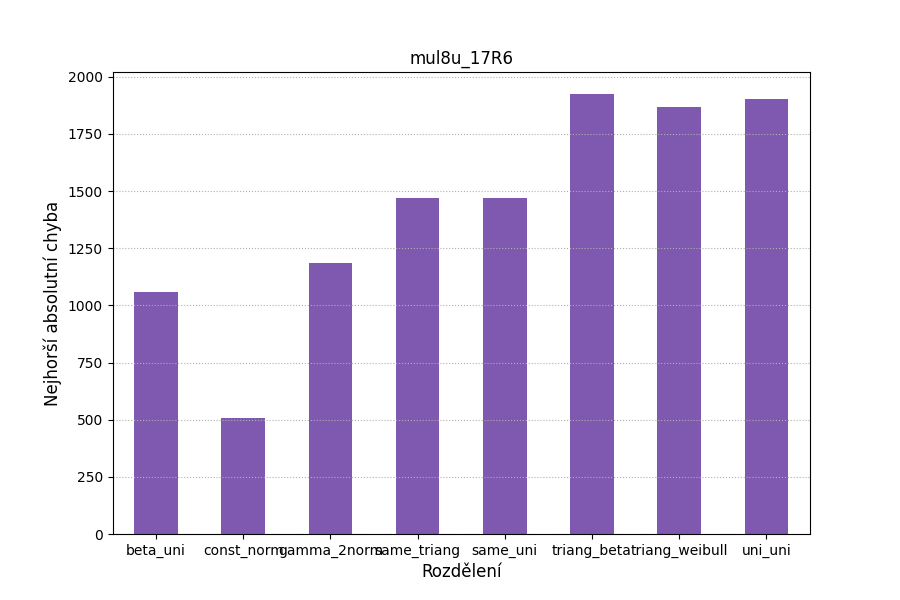 mul8u_17R6
Nejhorší absolutní chyba
2000
1750
1500
1250
1000
750
500
250
0
beta_uni const_norm gamma_2norm same_triang same_uni triang_beta triang_weibull uni_uni
Rozdělení